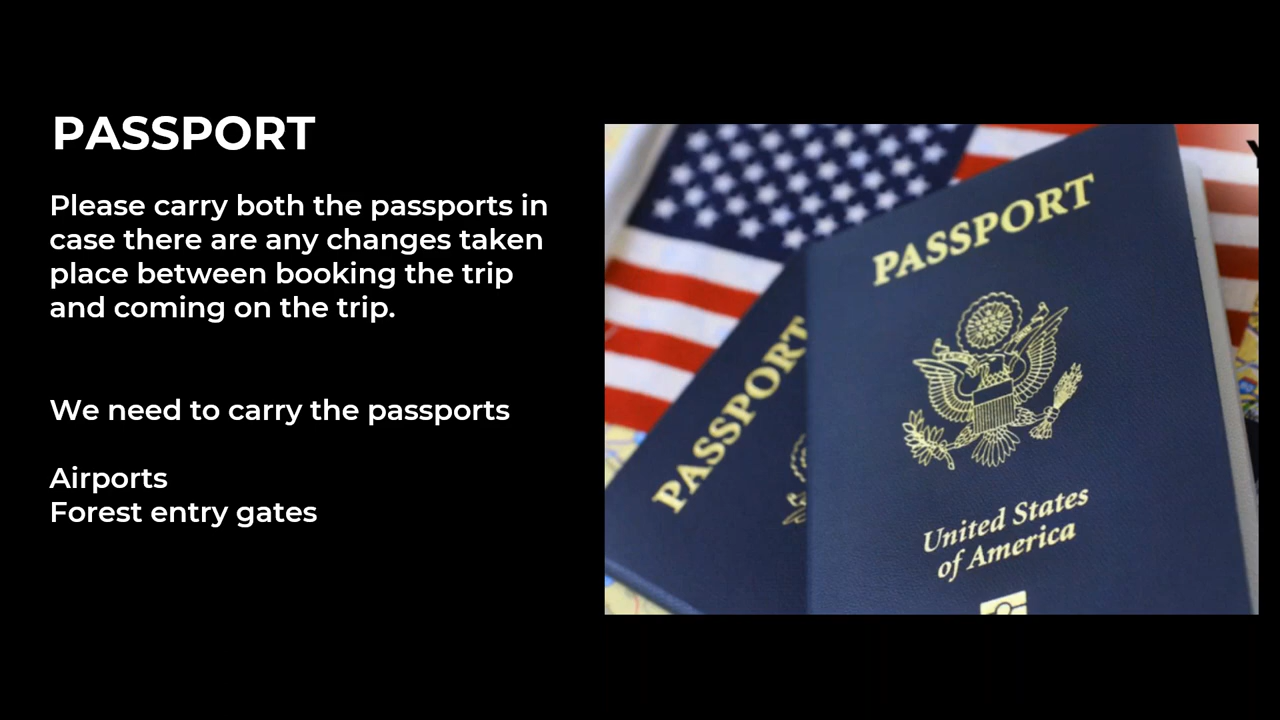 PASSPORT
Please carry both the passports in
case there are any changes taken
place between booking the trip
and coming on the trip.
We need to carry the passports
Airports
Forest entry gates
PASSPORT
PASSPORT
United States
of America